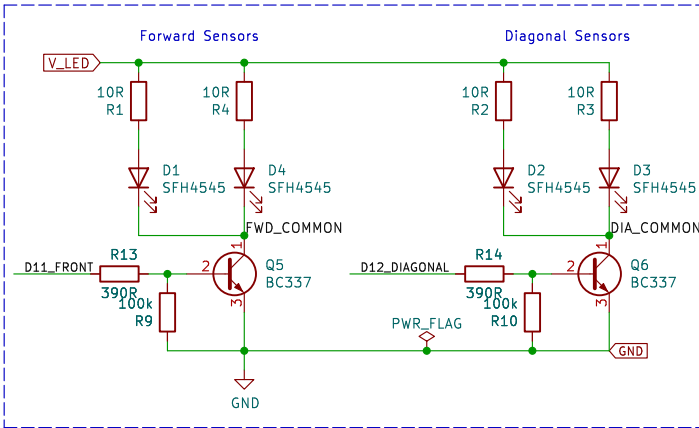 Forward Sensors
Diagonal Sensors
V_LED
10R
R1
10R
R4
10R
R2
10R
R3
D1
SFH4545
D4
SFH4545
D2
SFH4545
D3
SFH4545
FWD_COMMON
DIA_COMMON
D11_FRONT
R13
390R
2
1
3
Q5
BC337
100k
R9
D12_DIAGONAL
R14
390R
2
1
3
Q6
BC337
100k
R10
PWR_FLAG
GND
GND